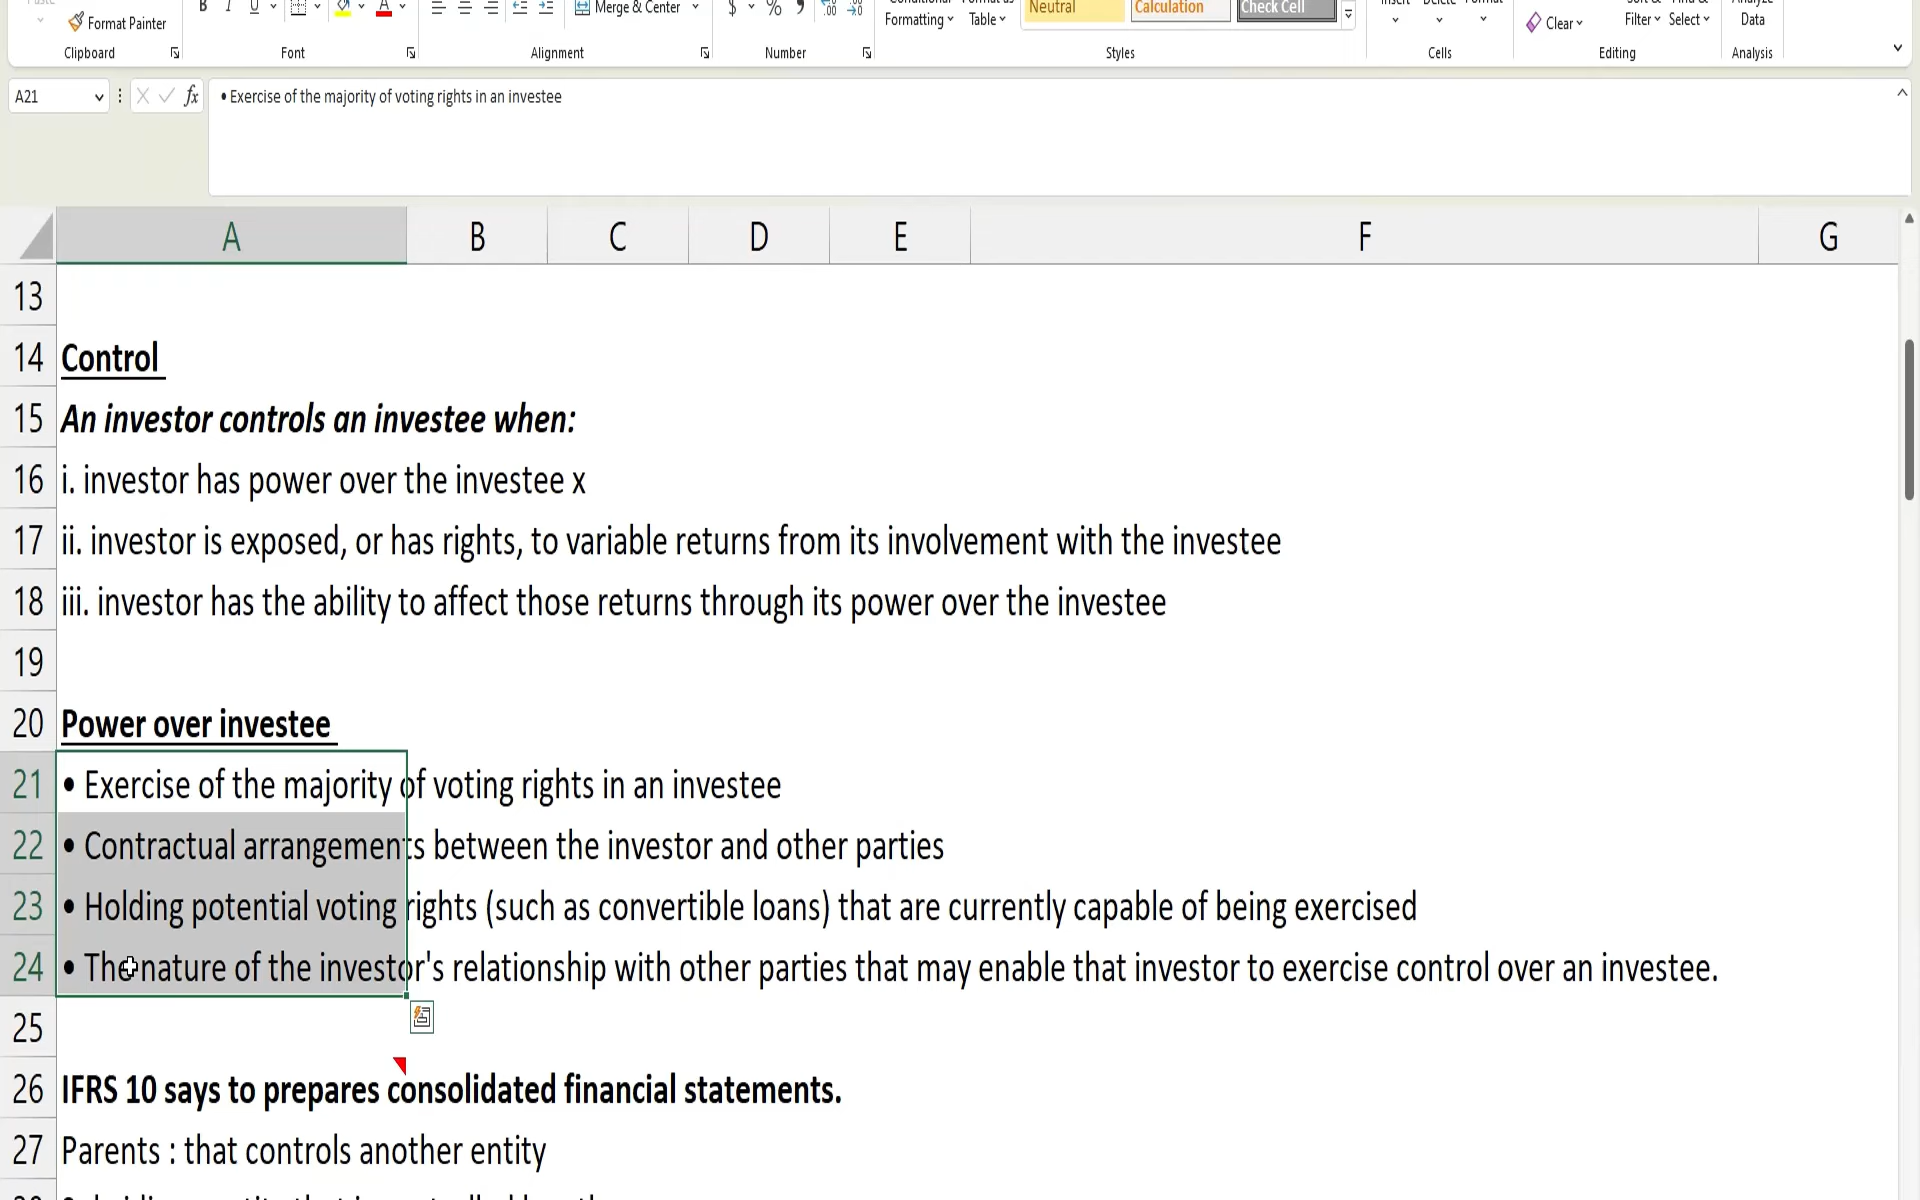 Format Painter
Clipboard
Font
Alignment
Merge & Center
Number
Formatting
Table
Neutral
Calculation
Check Cell
Styles
Cells
Clear
Filter
Select
Editing
Data
Analysis
A21
fx
• Exercise of the majority of voting rights in an investee
A B C D E F G
13
14 Control
15 An investor controls an investee when:
16 i. investor has power over the investee x
17 ii. investor is exposed, or has rights, to variable returns from its involvement with the investee
18 iii. investor has the ability to affect those returns through its power over the investee
19
20 Power over investee
21 • Exercise of the majority of voting rights in an investee
22 • Contractual arrangements between the investor and other parties
23 • Holding potential voting rights (such as convertible loans) that are currently capable of being exercised
24 • The nature of the investor's relationship with other parties that may enable that investor to exercise control over an investee.
25
26 IFRS 10 says to prepares consolidated financial statements.
27 Parents : that controls another entity